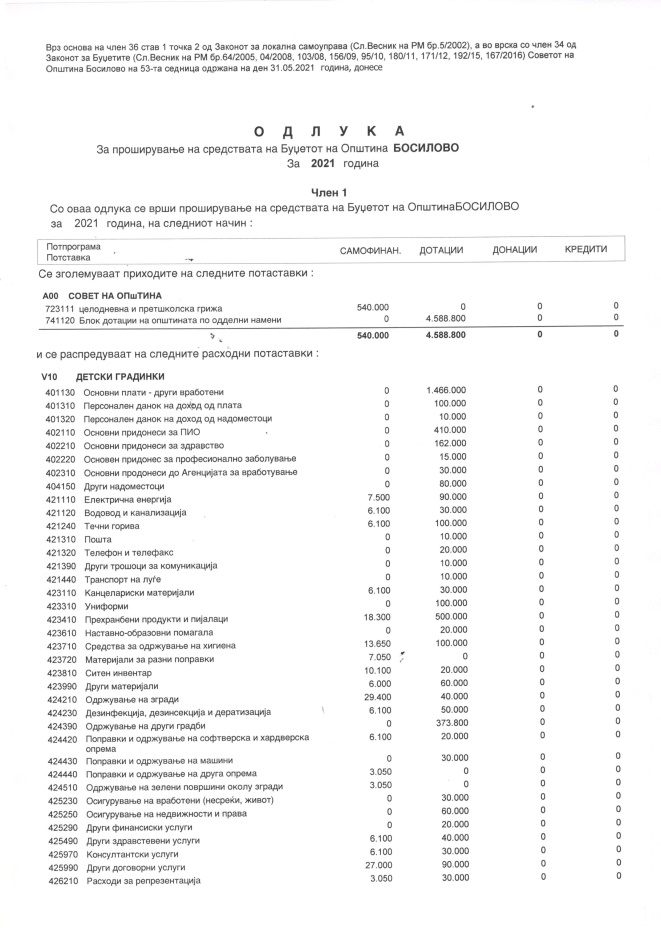 Врз основа на член 36 став 1 точка 2 од Законот за локална самоуправа (Сл.Весник на РМ бр.5/2002), а во врска со член 34 од
Законот за Буџетите (Сл.Весник на РМ бр.64/2005, 04/2008, 103/08, 156/09, 95/10, 180/11, 171/12, 192/15, 167/2016) Советот на
Општина Босилово на 53-та седница одржана на ден 31.05.2021 година, донесе
О Д Л У К А
За проширување на средствата на Буџетот на Општина БОСИЛОВО
За 2021 година
Член 1
Со оваа одлука се врши проширување на средствата на Буџетот на ОпштинаБОСИЛОВО
за 2021 година, на следниот начин :
Потпрограма
Потставка САМОФИНАН. ДОТАЦИИ ДОНАЦИИ КРЕДИТИ
Се зголемуваат приходите на следните потаставки :
А00 СОВЕТ НА ОПшТИНА
723111 целодневна и претшколска грижа 540.000 0 0 0
741120 Блок дотации на општината по одделни намени 0 4.588.800 0 0
540.000 4.588.800 0 0
и се распредуваат на следните расходни потаставки :
V10 ДЕТСКИ ГРАДИНКИ
401130 Основни плати - други вработени 0 1.466.000 0 0
401310 Персонален данок на доход од плата 0 100.000 0 0
401320 Персонален данок на доход од надоместоци 0 10.000 0 0
402110 Основни придонеси за ПИО 0 410.000 0 0
402210 Основни придонеси за здравство 0 162.000 0 0
402220 Основен придонес за професионално заболување 0 15.000 0 0
402310 Основни продонеси до Агенцијата за вработување 0 30.000 0 0
404150 Други надоместоци 0 80.000 0 0
421110 Електрична енергија 7.500 90.000 0 0
421120 Водовод и канализација 6.100 30.000 0 0
421240 Течни горива 6.100 100.000 0 0
421310 Пошта 0 10.000 0 0
421320 Телефон и телефакс 0 20.000 0 0
421390 Други трошоци за комуникација 0 10.000 0 0
421440 Транспорт на луѓе 0 10.000 0 0
423110 Канцелариски материјали 6.100 30.000 0 0
423310 Униформи 0 100.000 0 0
423410 Прехранбени продукти и пијалаци 18.300 500.000 0 0
423610 Наставно-образовни помагала 0 20.000 0 0
423710 Средства за одржување на хигиена 13.650 100.000 0 0
423720 Материјали за разни поправки 7.050 0 0 0
423810 Ситен инвентар 10.100 20.000 0 0
423990 Други материјали 6.000 60.000 0 0
424210 Одржување на згради 29.400 40.000 0 0
424230 Дезинфекција, дезинсекција и дератизација 6.100 50.000 0 0
424390 Одржување на други градби 0 373.800 0 0
424420 Поправки и одржување на софтверска и хардверска 6.100 20.000 0 0
опрема
424430 Поправки и одржување на машини 0 30.000 0 0
424440 Поправки и одржување на друга опрема 3.050 0 0 0
424510 Одржување на зелени површини околу згради 3.050 0 0 0
425230 Осигурување на вработени (несреќи, живот) 0 30.000 0 0
425250 Осигурување на недвижности и права 0 60.000 0 0
425290 Други финансиски услуги 0 20.000 0 0
425490 Други здравствени услуги 6.100 40.000 0 0
425970 Консултантски услуги 6.100 30.000 0 0
425990 Други договорни услуги 27.000 90.000 0 0
426210 Расходи за репрезентација 3.050 30.000 0 0